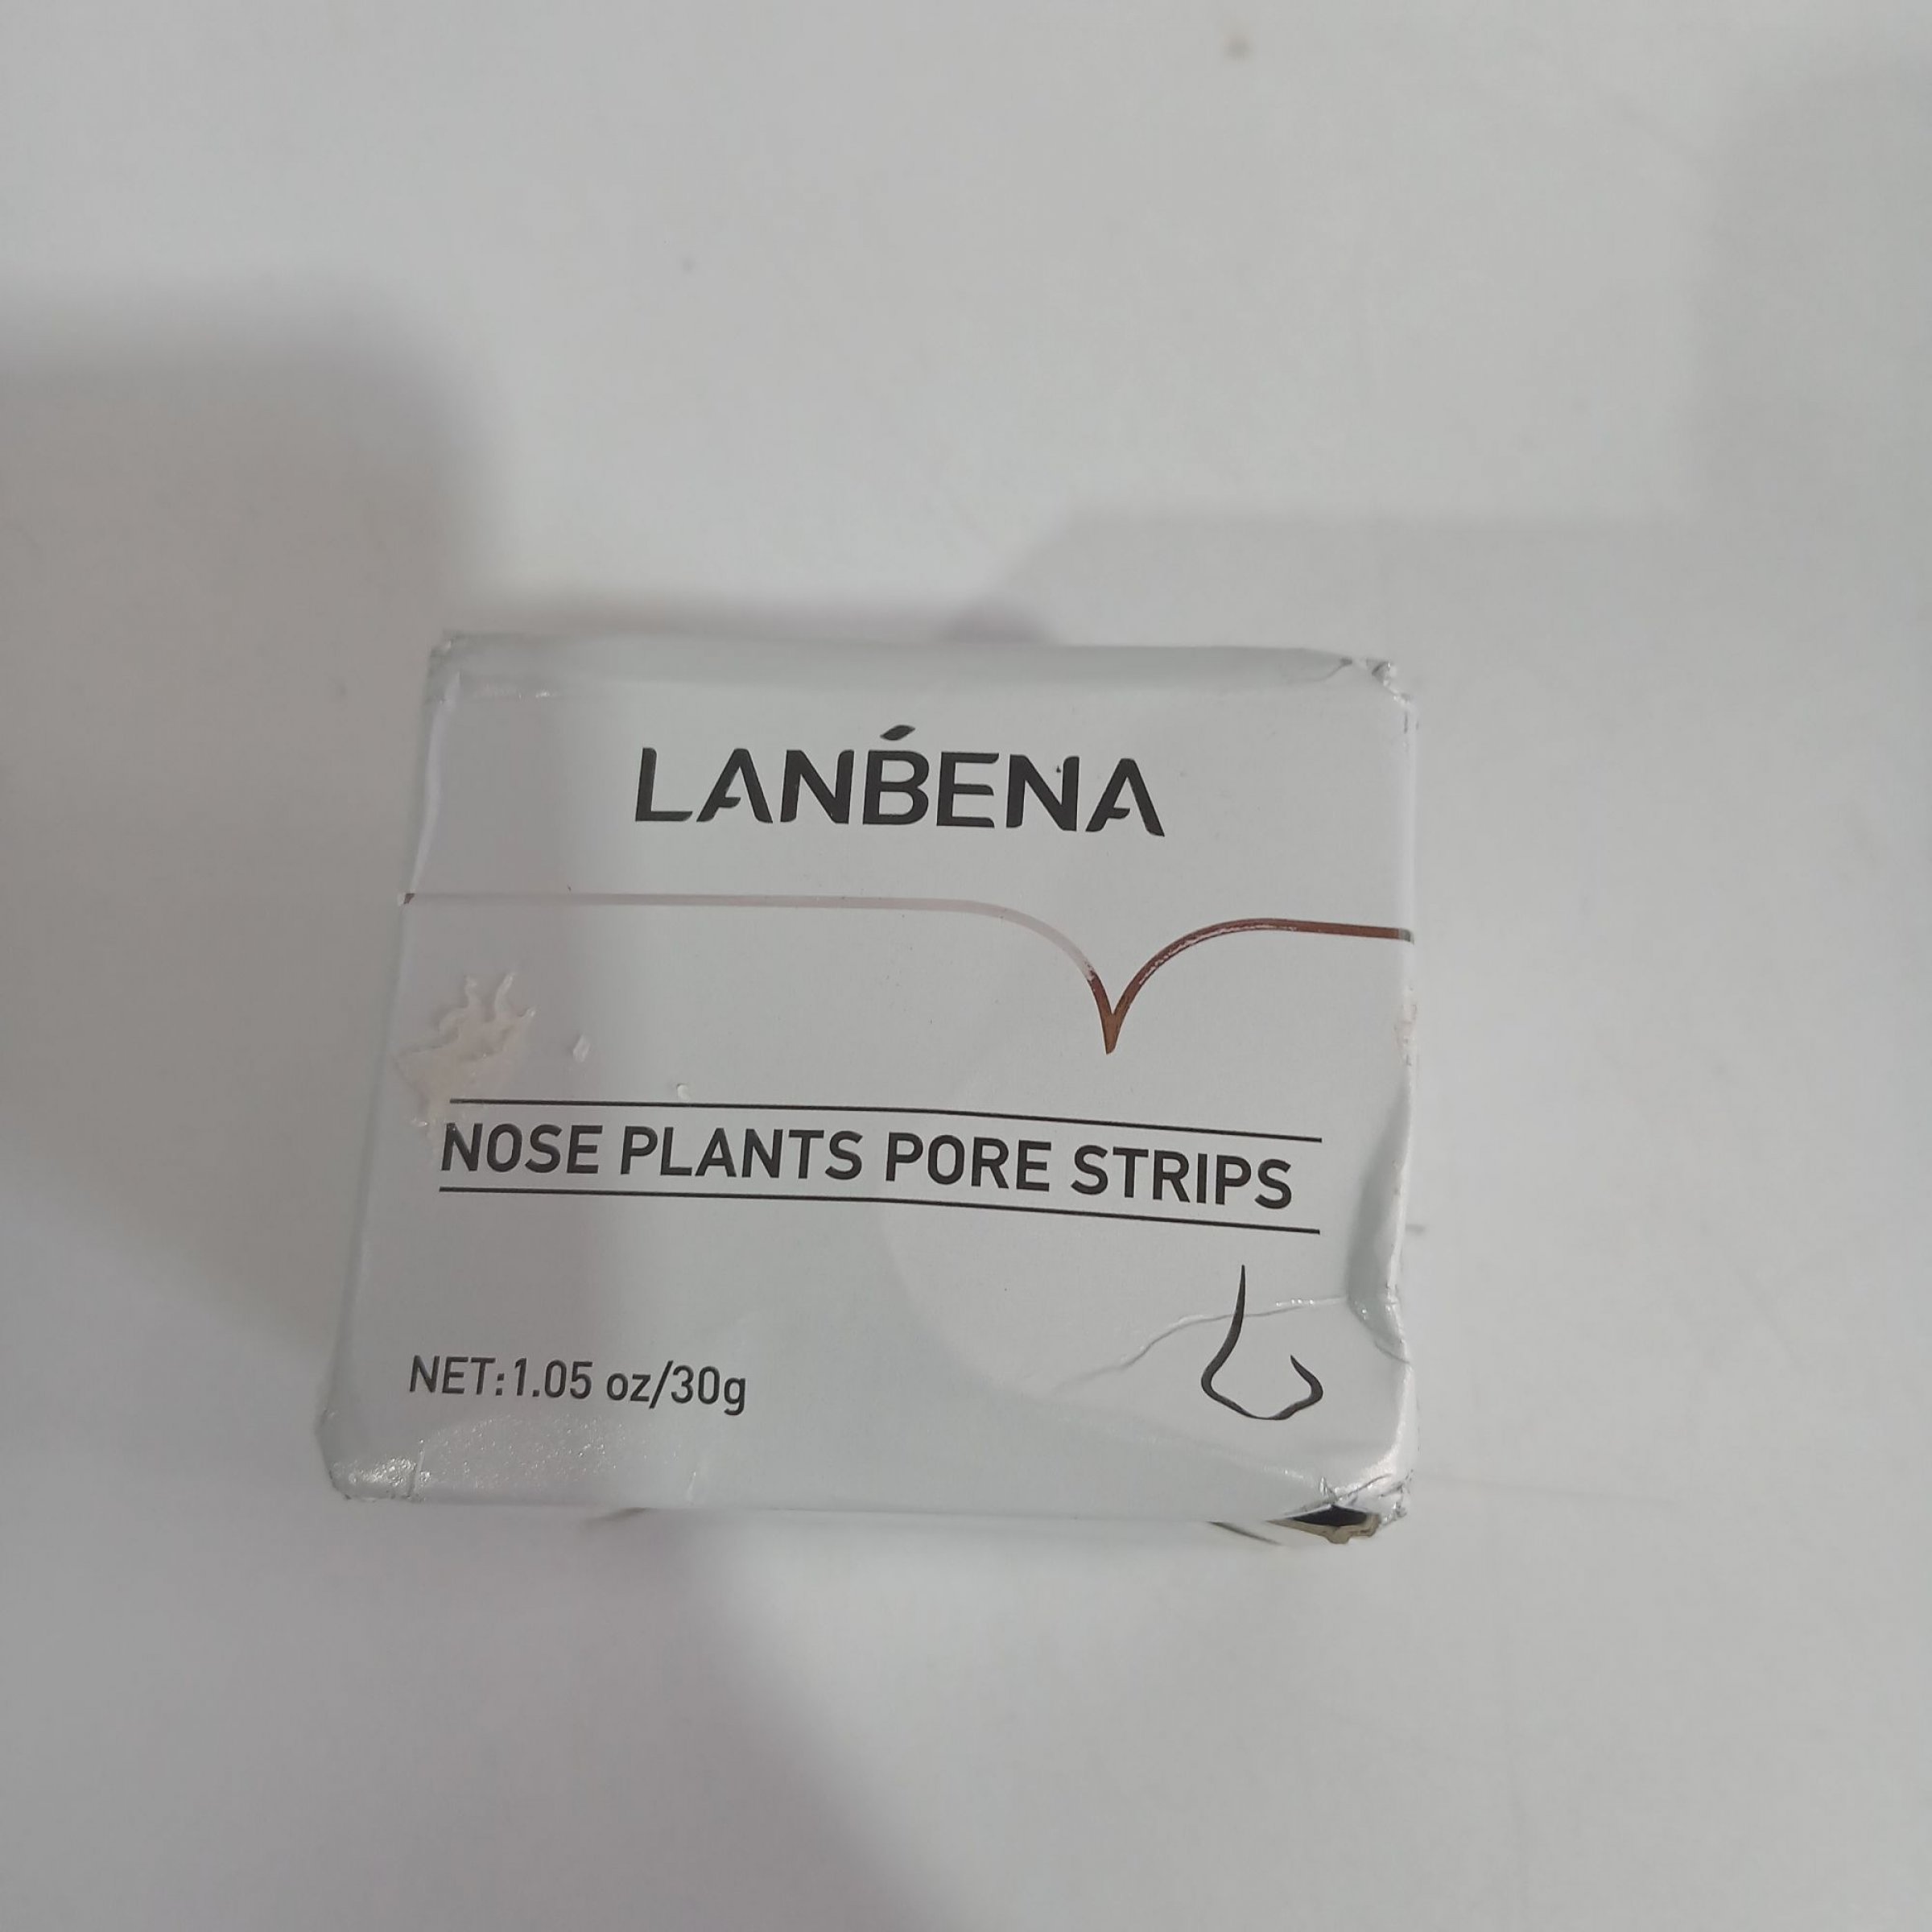 LANBENA
NOSE PLANTS PORE STRIPS
NET:1.05 oz/30g